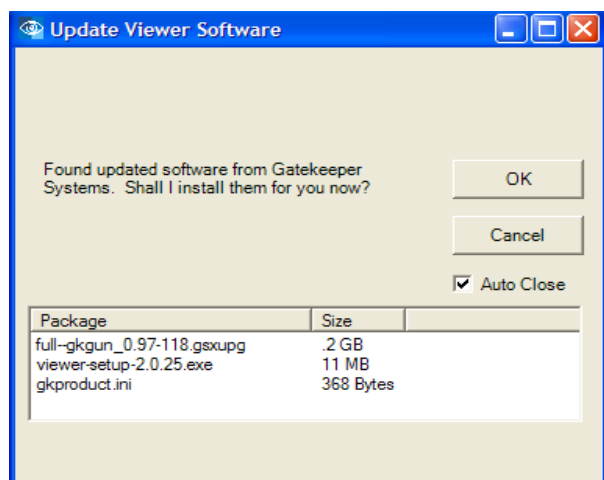 Update Viewer Software
Found updated software from Gatekeeper
Systems.  Shall I install them for you now?
OK
Cancel
Auto Close
Package Size
full--gkgun_0.97-118.gsxupg .2 GB
viewer-setup-2.0.25.exe 11 MB
gkproduct.ini 368 Bytes